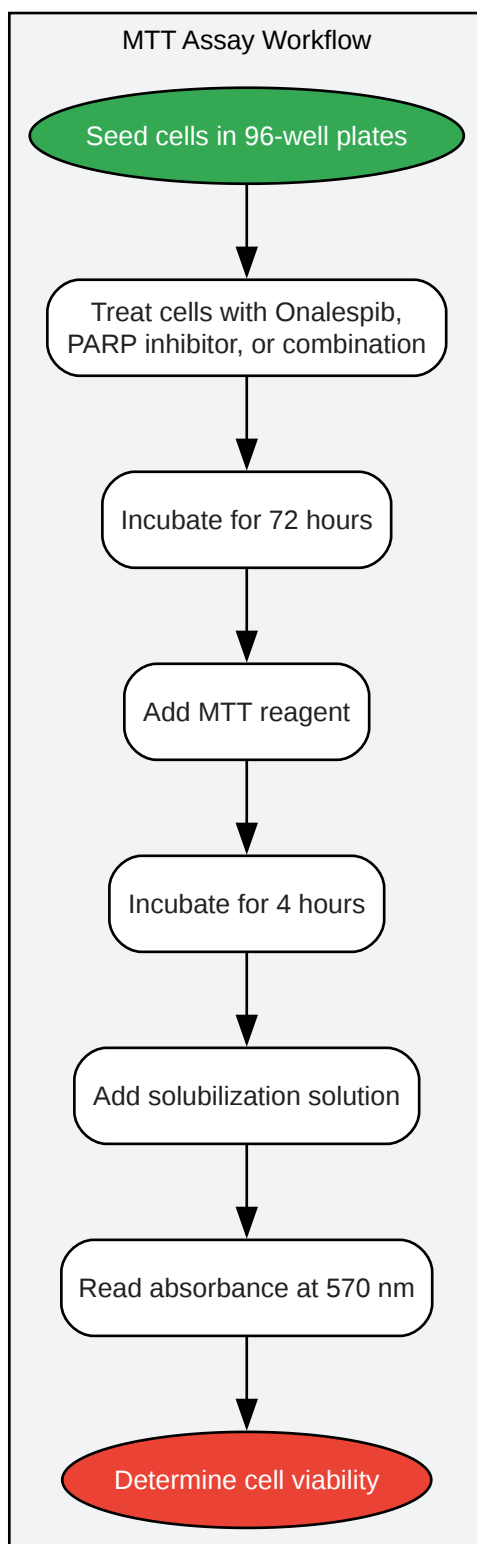 MTT Assay Workflow
Seed cells in 96-well plates
Treat cells with Onalespib,
PARP inhibitor, or combination
Incubate for 72 hours
Add MTT reagent
Incubate for 4 hours
Add solubilization solution
Read absorbance at 570 nm
Determine cell viability